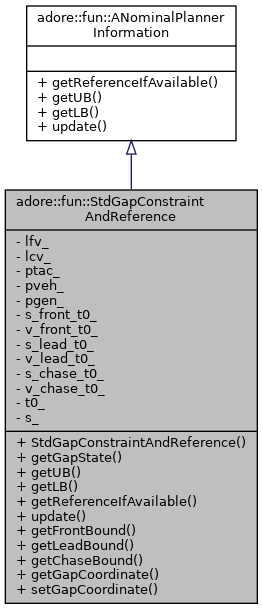 adore::fun::ANominalPlanner
Information
+ getReferenceIfAvailable()
+ getUB()
+ getLB()
+ update()
adore::fun::StdGapConstraint
AndReference
- lfv_
- lcv_
- ptac_
- pveh_
- pgen_
- s_front_t0_
- v_front_t0_
- s_lead_t0_
- v_lead_t0_
- s_chase_t0_
- v_chase_t0_
- t0_
- s_
+ StdGapConstraintAndReference()
+ getGapState()
+ getUB()
+ getLB()
+ getReferenceIfAvailable()
+ update()
+ getFrontBound()
+ getLeadBound()
+ getChaseBound()
+ getGapCoordinate()
+ setGapCoordinate()